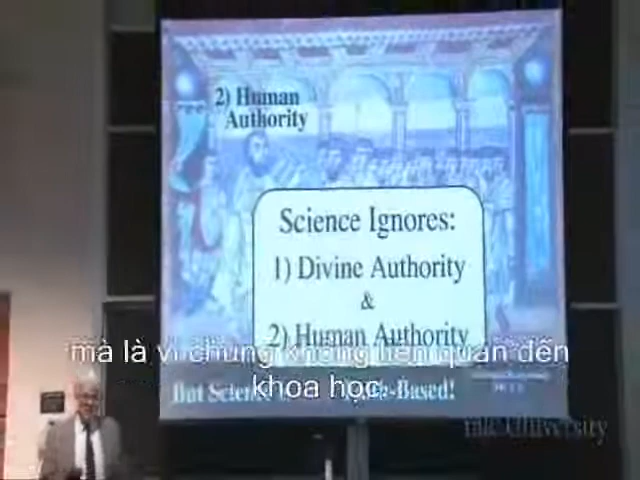 2) Human
Authority
Science Ignores:
1) Divine Authority
&
2) Human Authority
mà là vì chúng không liên quan đến
khoa học.
But Science -Based!
University